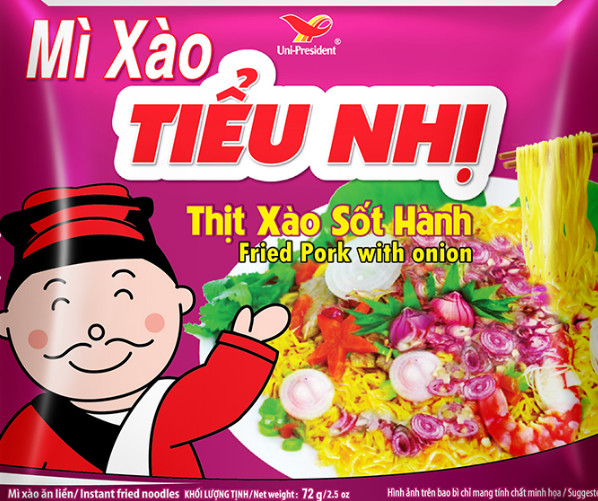 Uni-President ®
Mì Xào
TIỂU NHỊ
Thịt Xào Sốt Hành
Fried Pork with onion
Mì xào ăn liền/ Instant fried noodles KHỐI LƯỢNG TỊNH/Net weight: 72 g/2.5 oz
Hình ảnh trên bao bì chỉ mang tính chất minh họa /